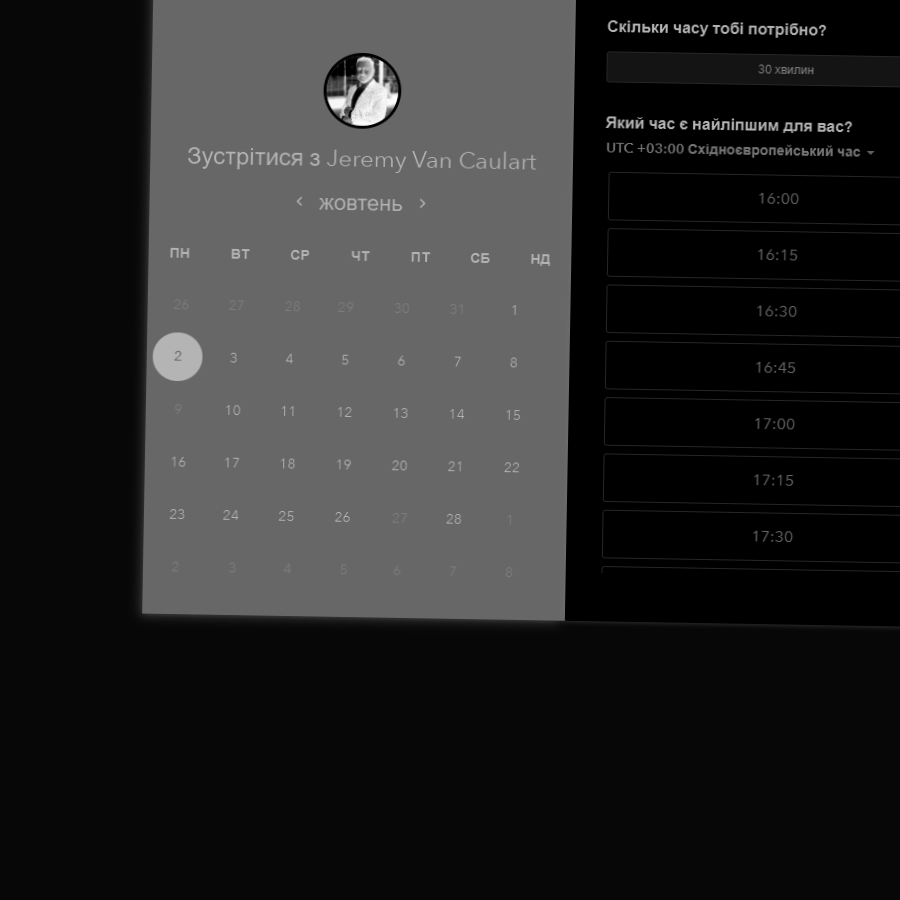 Зустрітися з Jeremy Van Caulart
жовтень
ПН ВТ СР ЧТ ПТ СБ НД
26 27 28 29 30 31 1
2 3 4 5 6 7 8
9 10 11 12 13 14 15
16 17 18 19 20 21 22
23 24 25 26 27 28 1
2 3 4 5 6 7 8
Скільки часу тобі потрібно?
30 хвилин
Який час є найліпшим для вас?
UTC +03:00 Східноєвропейський час
16:00
16:15
16:30
16:45
17:00
17:15
17:30